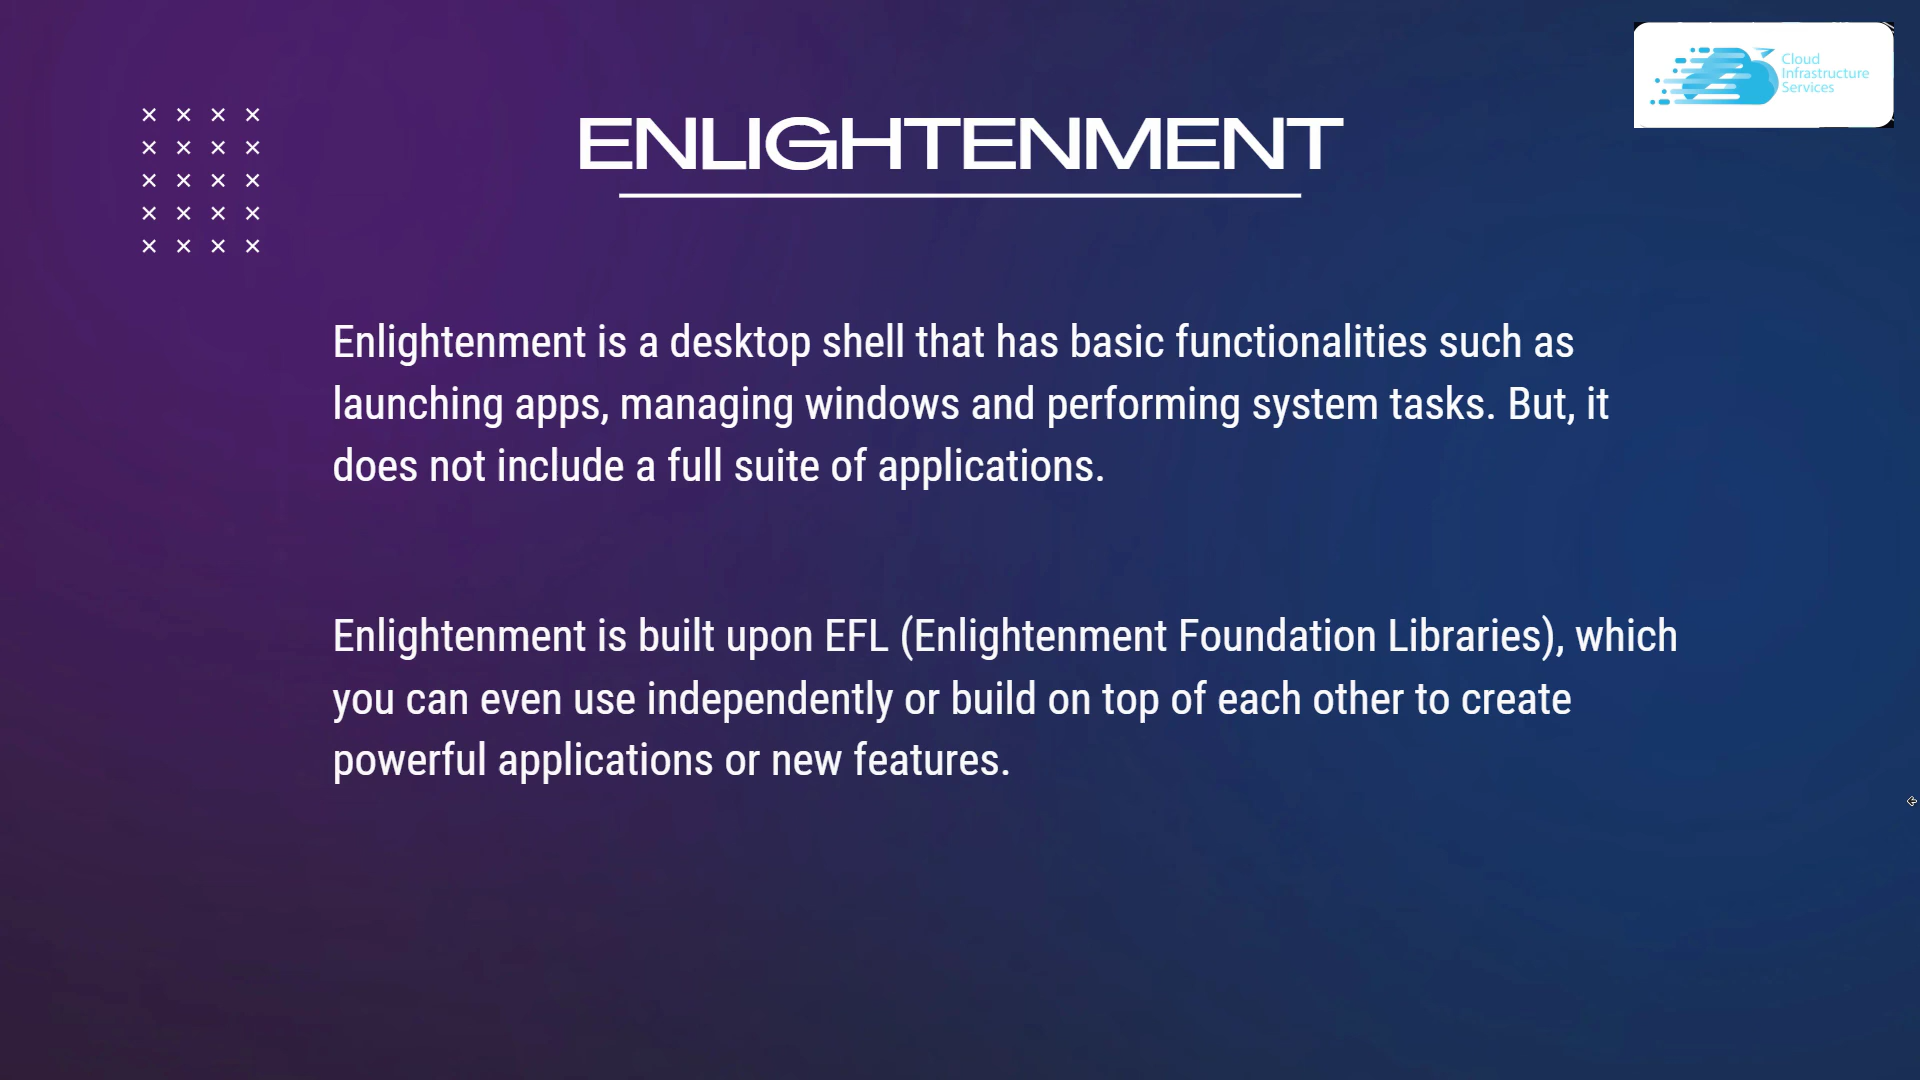 Cloud
Infrastructure
Services
ENLIGHTENMENT
Enlightenment is a desktop shell that has basic functionalities such as
launching apps, managing windows and performing system tasks. But, it
does not include a full suite of applications.
Enlightenment is built upon EFL (Enlightenment Foundation Libraries), which
you can even use independently or build on top of each other to create
powerful applications or new features.